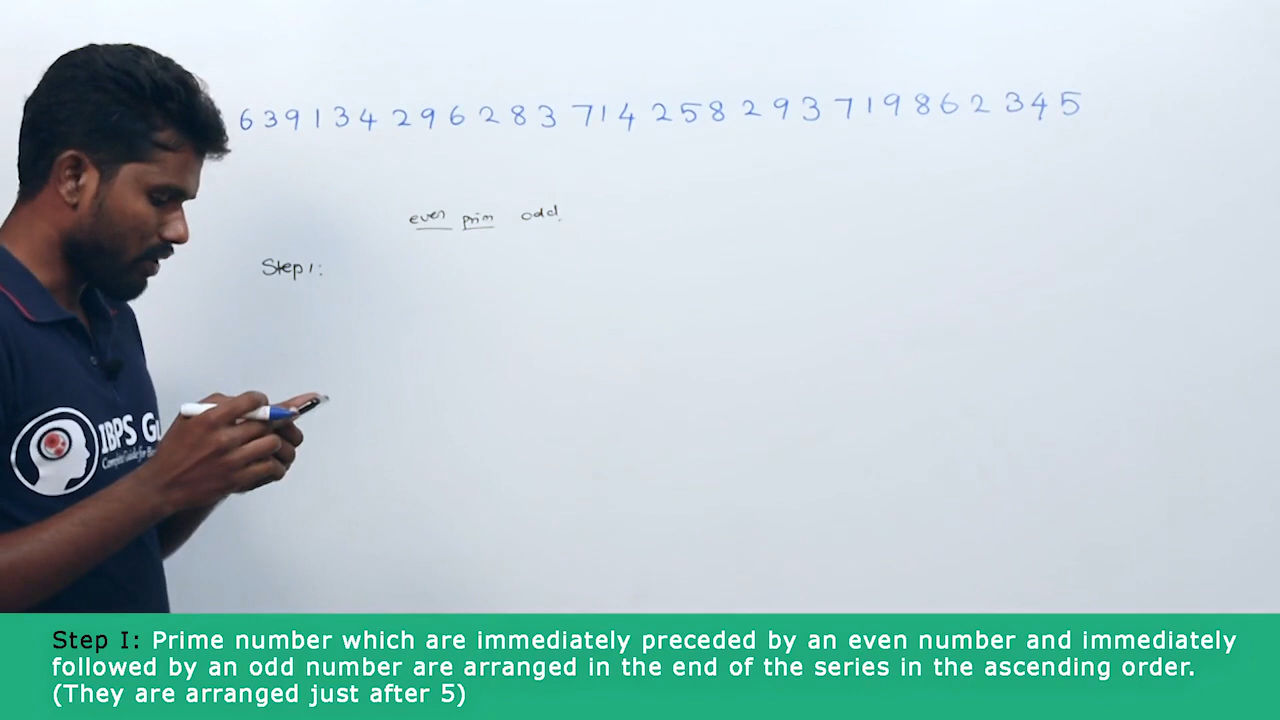 6 3 9 1 3 4 2 9 6 2 8 3 7 1 4 2 5 8 2 9 3 7 1 9 8 6 2 3 4 5
even prim odd
Step 1:
IBPS Gu
Step I: Prime number which are immediately preceded by an even number and immediately
followed by an odd number are arranged in the end of the series in the ascending order.
(They are arranged just after 5)